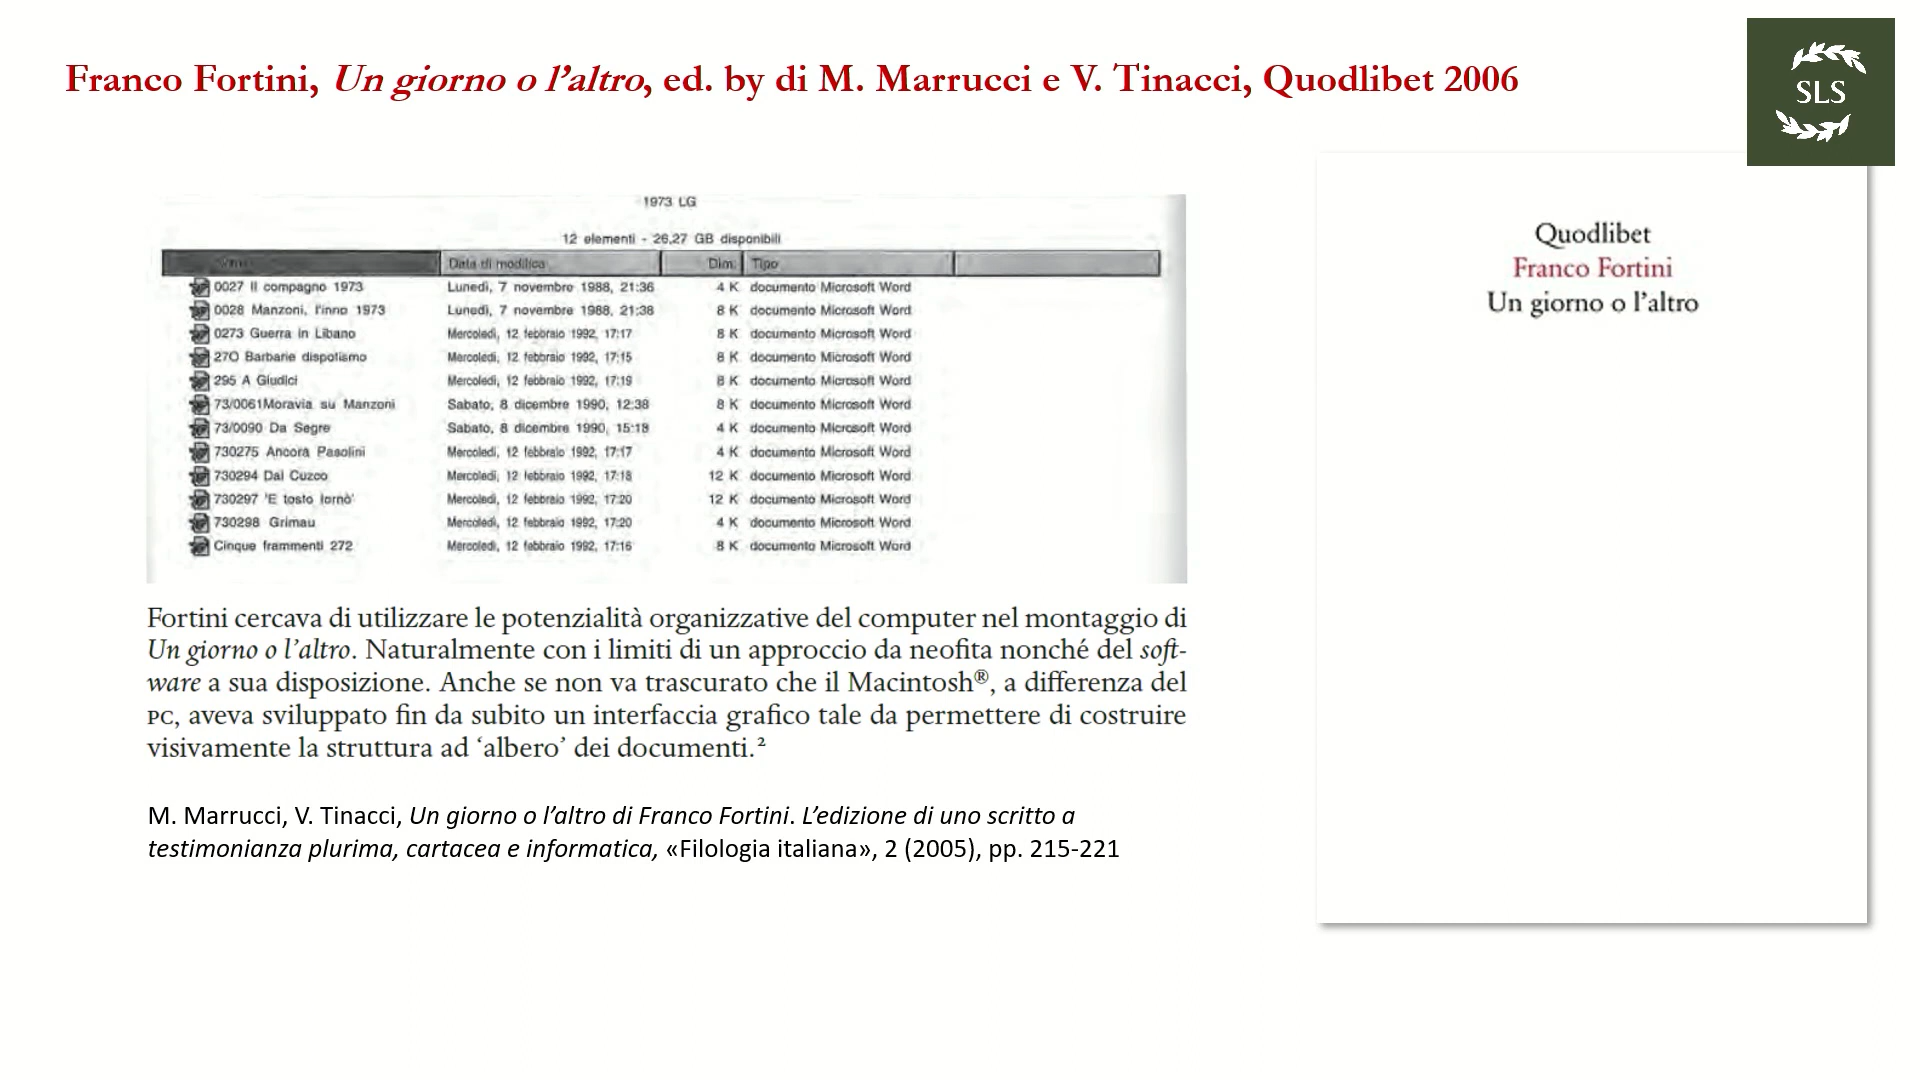 Franco Fortini, Un giorno o l'altro, ed. by di M. Marrucci e V. Tinacci, Quodlibet 2006
SLS
1973 LG
12 elementi - 26,27 GB disponibili
Data di modifica Dim. Tipo
0027 Il compagno 1973 Lunedì, 7 novembre 1988, 21:36 4 K documento Microsoft Word
0028 Manzoni, l'inno 1973 Lunedì, 7 novembre 1988, 21:38 8 K documento Microsoft Word
0273 Guerra in Libano Mercoledì, 12 febbraio 1992, 17:17 8 K documento Microsoft Word
27O Barbarie dispotismo Mercoledì, 12 febbraio 1992, 17:15 8 K documento Microsoft Word
295 A Giudici Mercoledì, 12 febbraio 1992, 17:19 8 K documento Microsoft Word
73/0061Moravia su Manzoni Sabato, 8 dicembre 1990, 12:38 8 K documento Microsoft Word
73/0090 Da Segre Sabato, 8 dicembre 1990, 15:18 4 K documento Microsoft Word
730275 Ancora Pasolini Mercoledì, 12 febbraio 1992, 17:17 4 K documento Microsoft Word
730294 Dal Cuzco Mercoledì, 12 febbraio 1992, 17:18 12 K documento Microsoft Word
730297 'E tosto tornò' Mercoledì, 12 febbraio 1992, 17:20 12 K documento Microsoft Word
730298 Grimau Mercoledì, 12 febbraio 1992, 17:20 4 K documento Microsoft Word
Cinque frammenti 272 Mercoledì, 12 febbraio 1992, 17:16 8 K documento Microsoft Word
Fortini cercava di utilizzare le potenzialità organizzative del computer nel montaggio di
Un giorno o l'altro. Naturalmente con i limiti di un approccio da neofita nonché del soft-
ware a sua disposizione. Anche se non va trascurato che il Macintosh®, a differenza del
PC, aveva sviluppato fin da subito un interfaccia grafico tale da permettere di costruire
visivamente la struttura ad 'albero' dei documenti.²
M. Marrucci, V. Tinacci, Un giorno o l'altro di Franco Fortini. L'edizione di uno scritto a
testimonianza plurima, cartacea e informatica, «Filologia italiana», 2 (2005), pp. 215-221
Quodlibet
Franco Fortini
Un giorno o l'altro